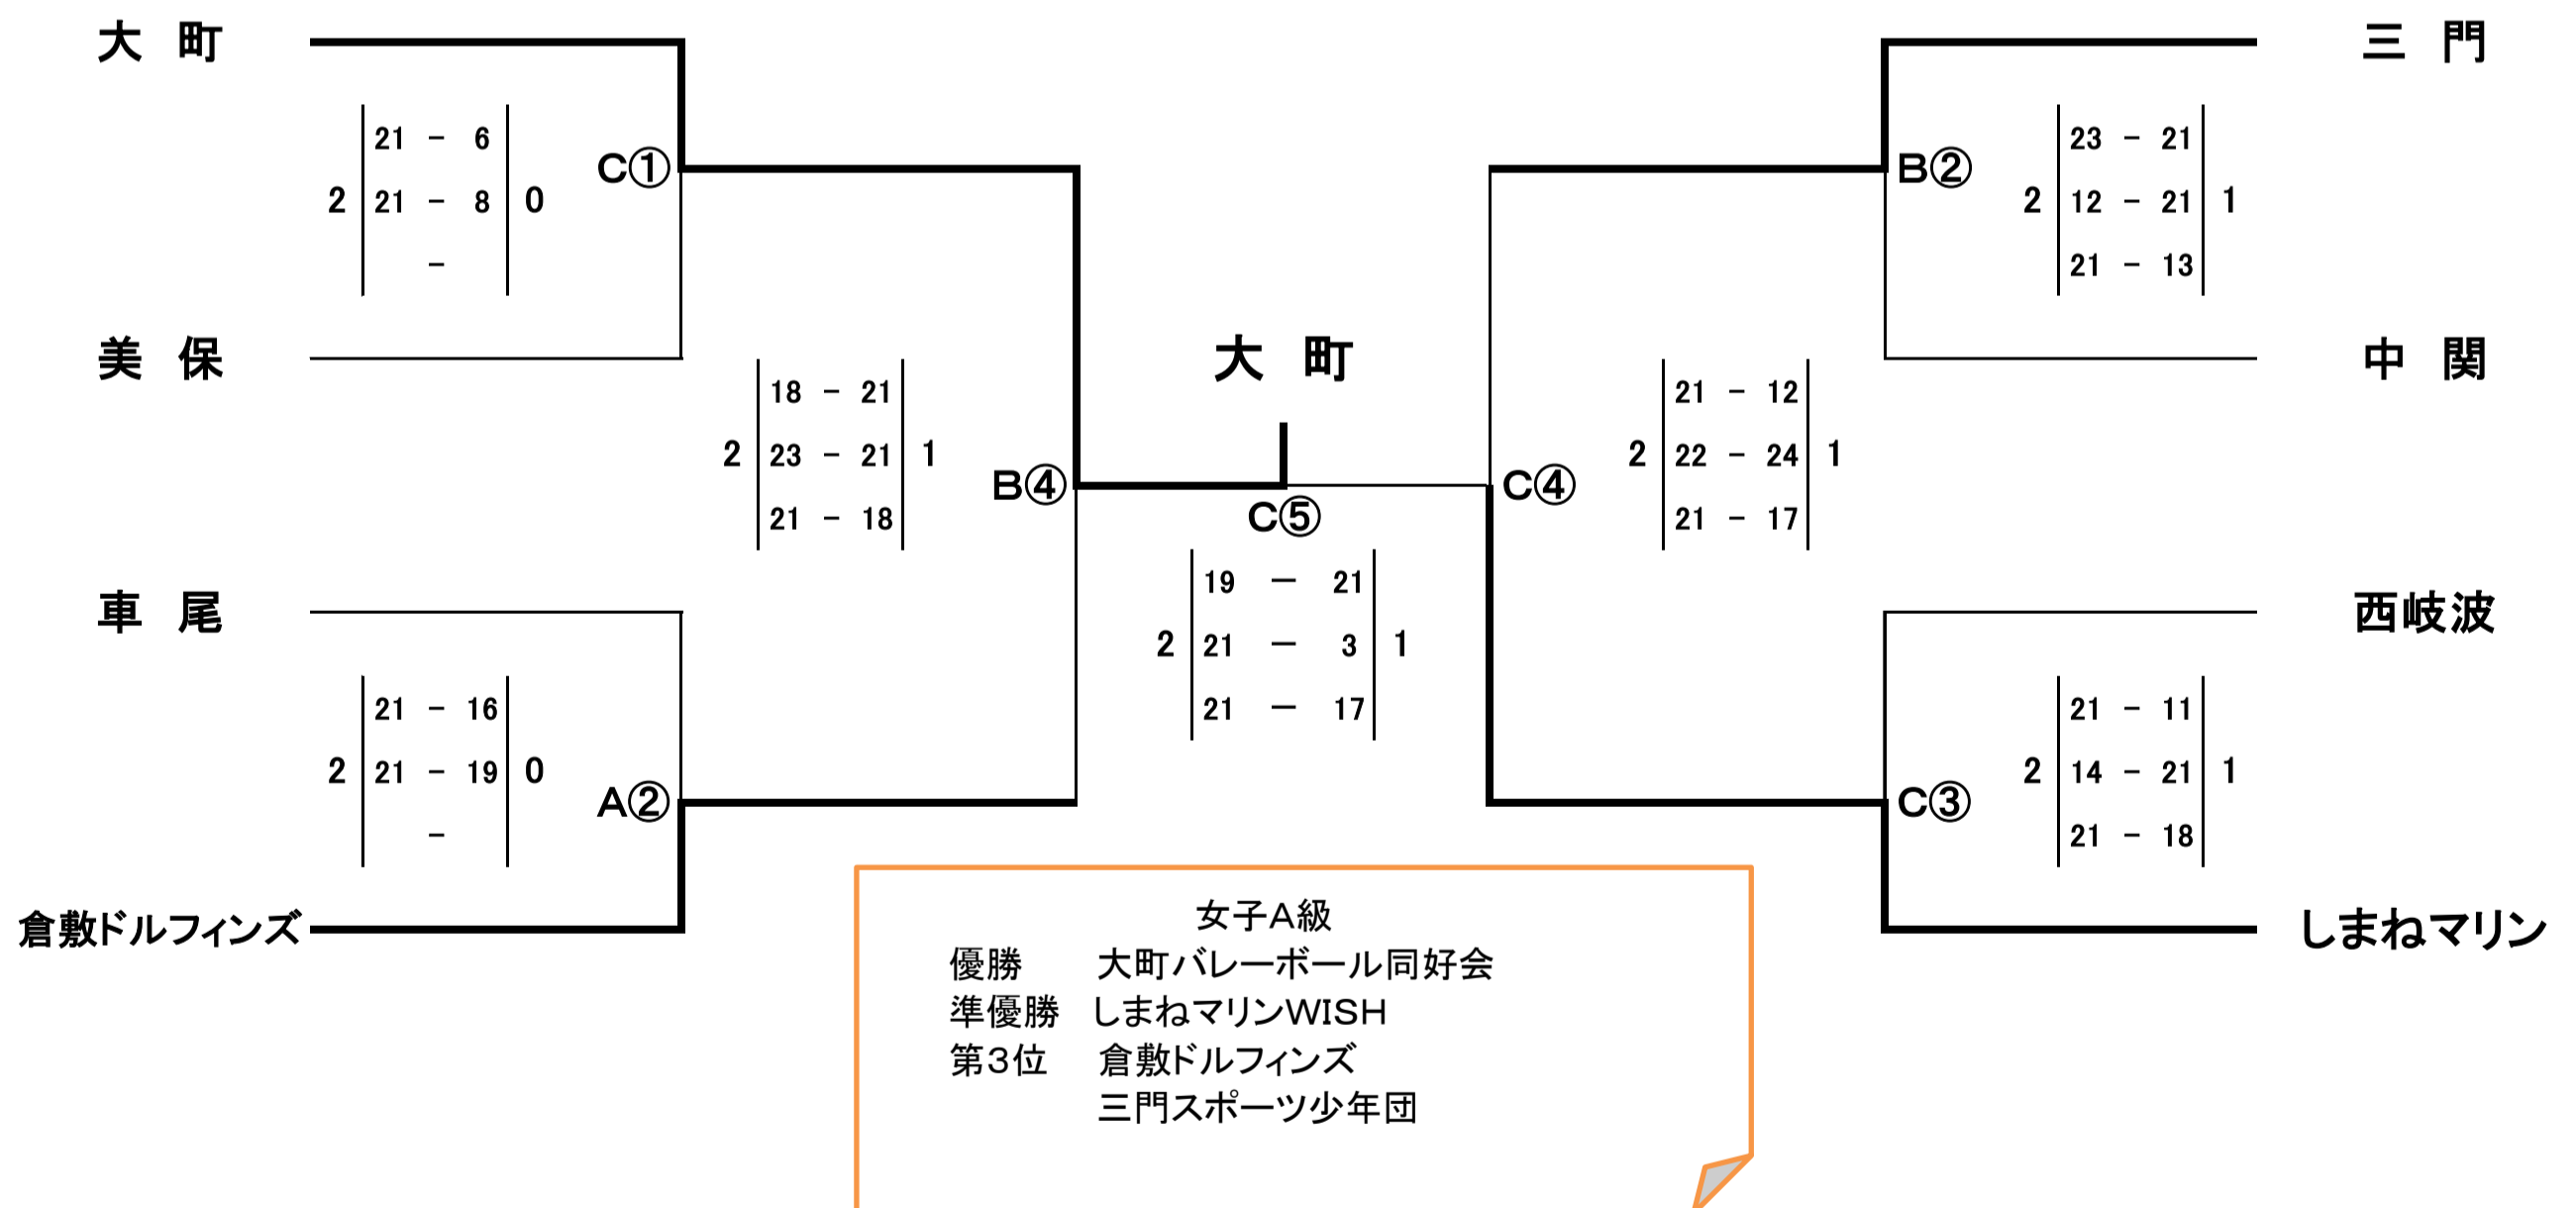 大 町
三 門
21 - 6
23 - 21
C①
B②
2 21 - 8 0
2 12 - 21 1
-
21 - 13
美 保
大 町
中 関
18 - 21
21 - 12
2 23 - 21 1
2 22 - 24 1
B④
C④
21 - 18
C⑤
21 - 17
19 - 21
車 尾
西岐波
2 21 - 3 1
21 - 16
21 - 17
21 - 11
2 21 - 19 0
2 14 - 21 1
A②
C③
-
21 - 18
倉敷ドルフィンズ
しまねマリン
女子A級
優勝 大町バレーボール同好会
準優勝 しまねマリンWISH
第3位 倉敷ドルフィンズ
三門スポーツ少年団